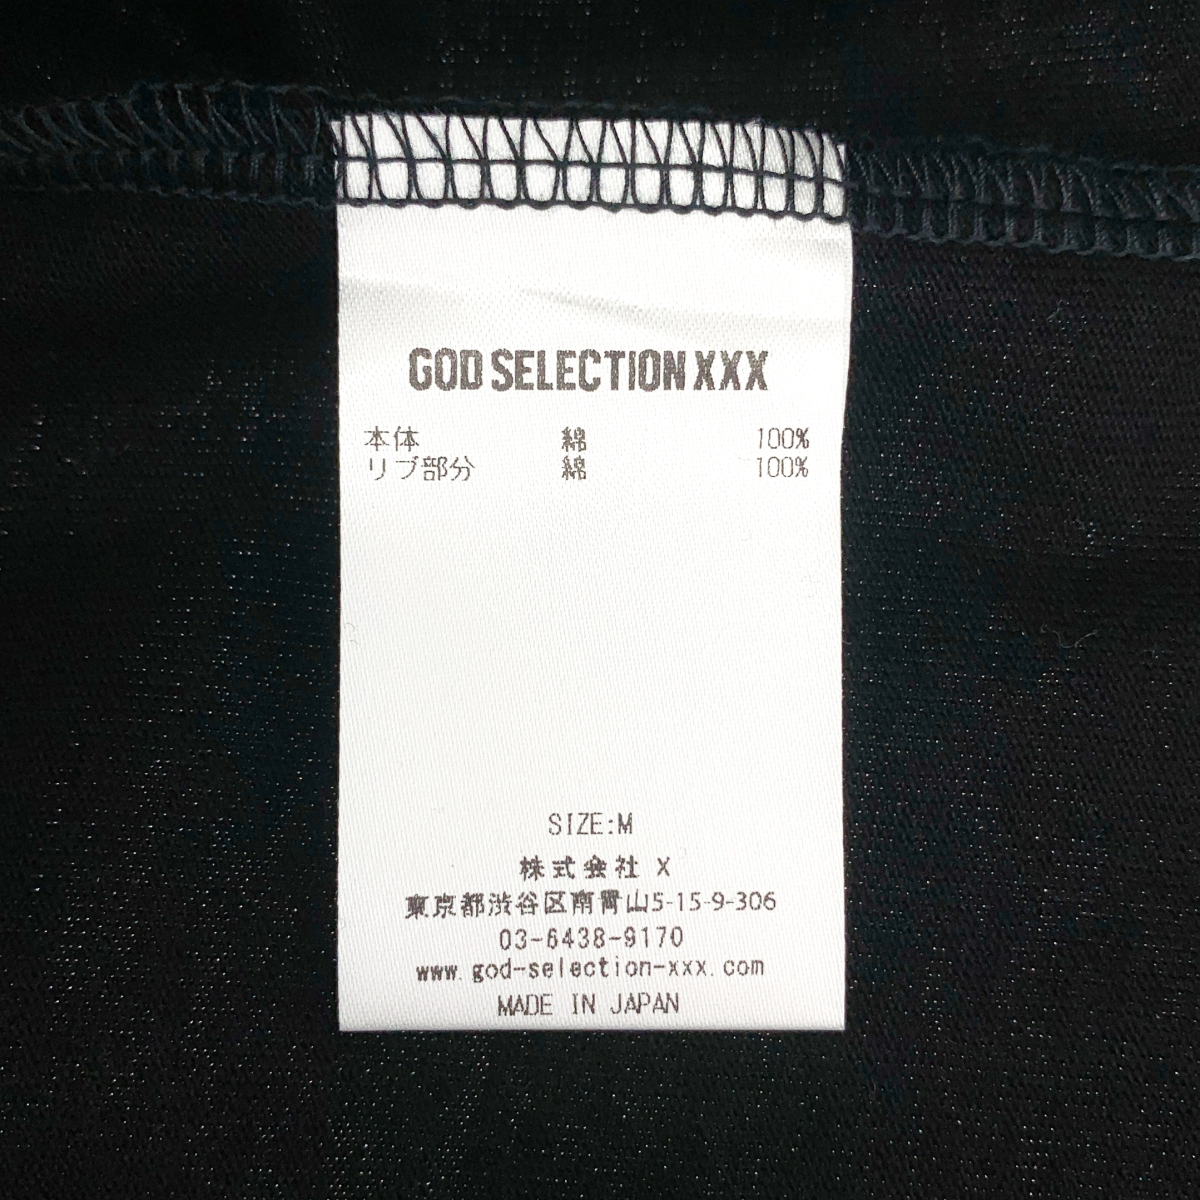 GOD SELECTION XXX
本体 綿 100%
リブ部分 綿 100%
SIZE:M
株式会社 X
東京都渋谷区南青山5-15-9-306
03-6438-9170
www.god-selection-xxx.com
MADE IN JAPAN